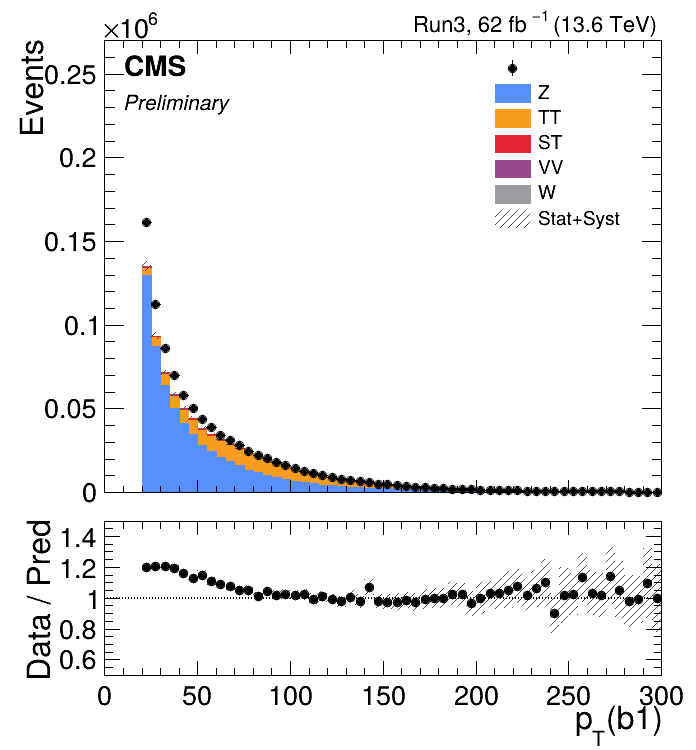 ×10⁶
Run3, 62 fb⁻¹ (13.6 TeV)
CMS
Preliminary
Events
0.25
0.2
0.15
0.1
0.05
0
Z
TT
ST
VV
W
Stat+Syst
Data / Pred
1.4
1.2
1
0.8
0.6
0 50 100 150 200 250 300
p_T(b1)